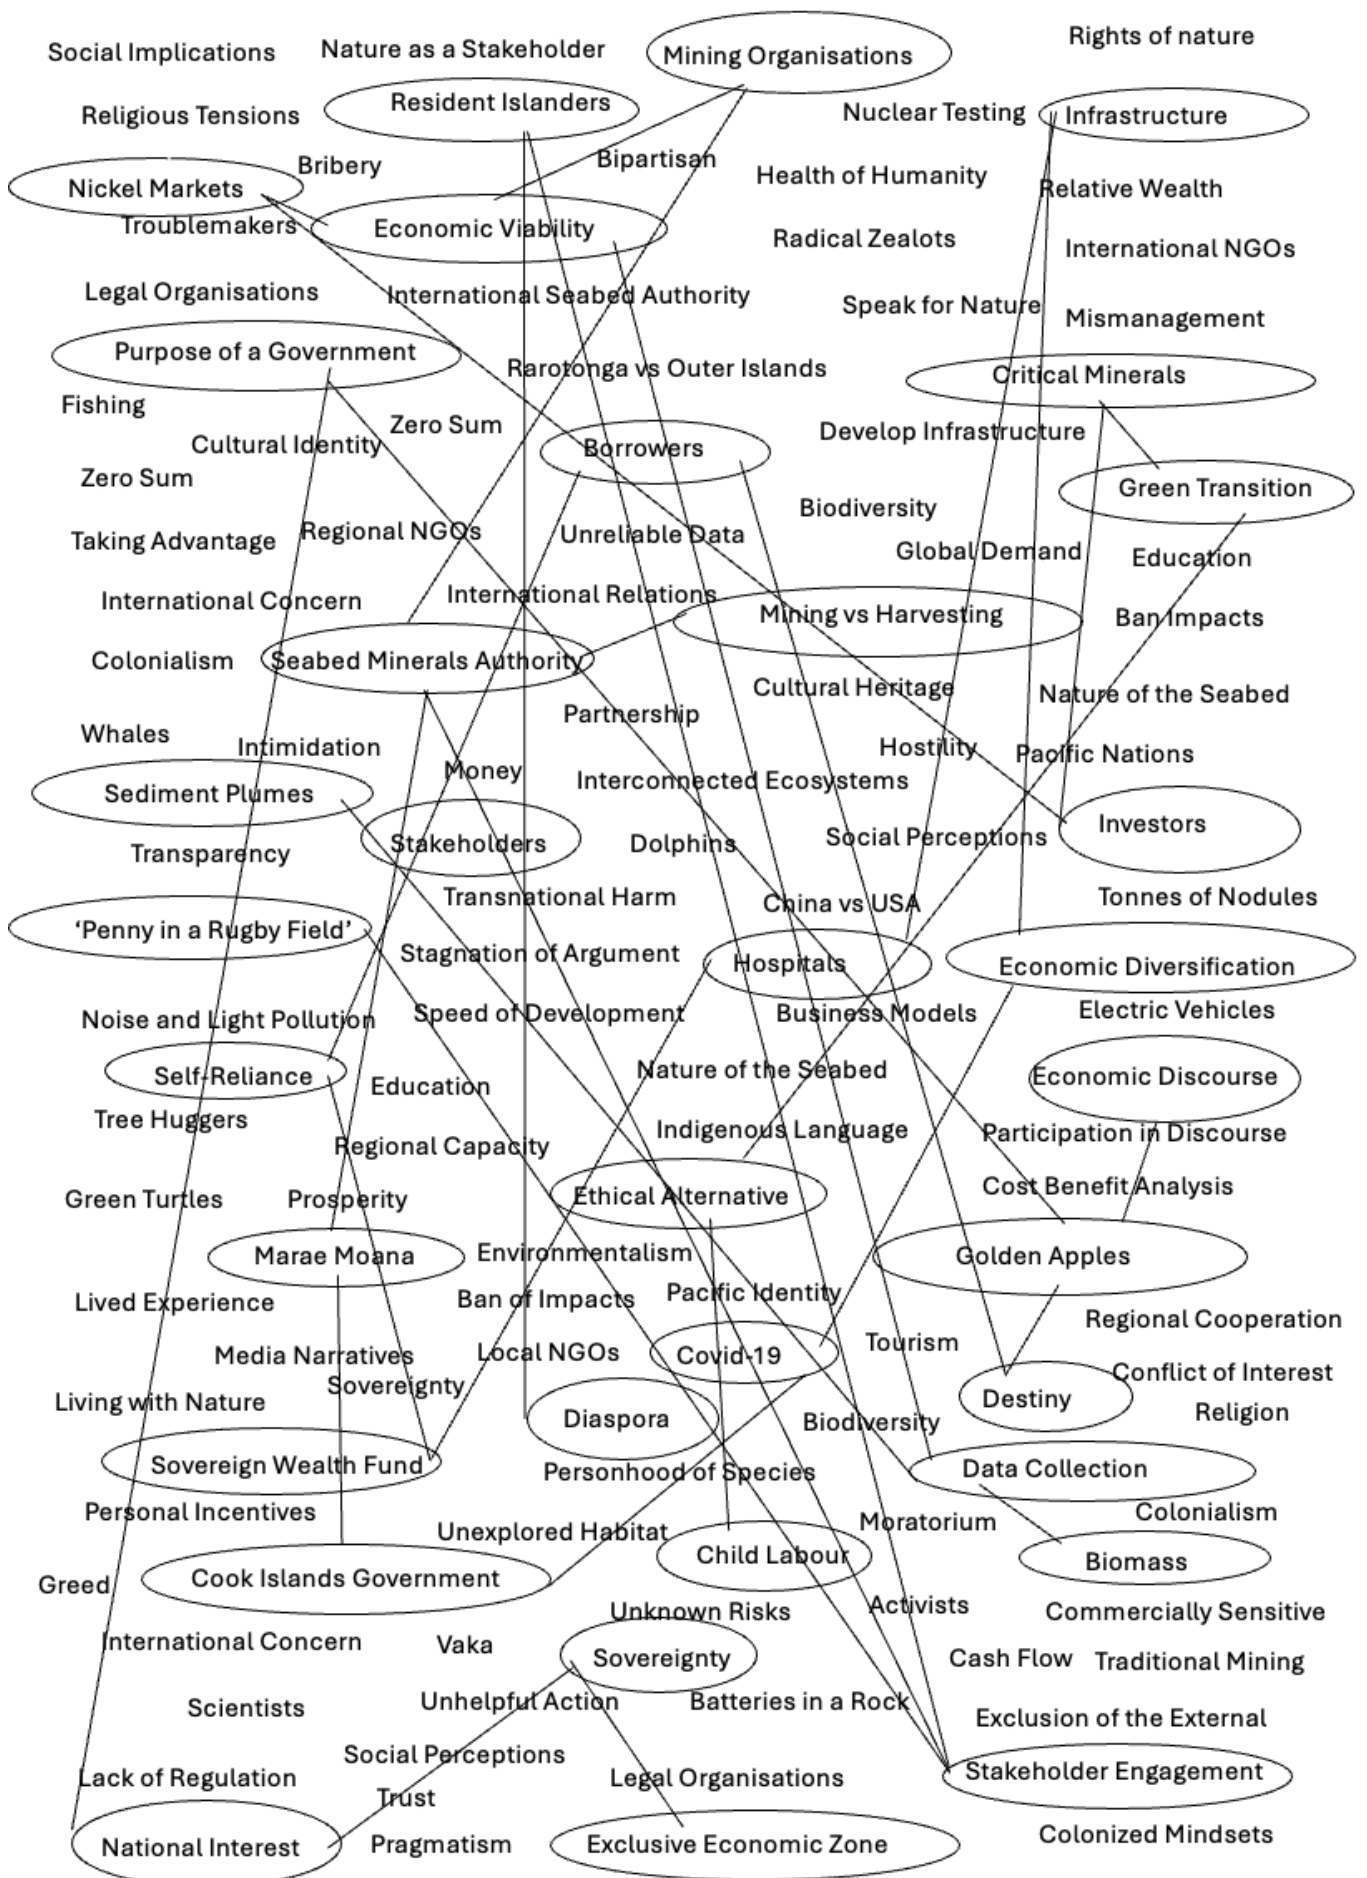 Rights of nature
Social Implications
Nature as a Stakeholder
Mining Organisations
Resident Islanders
Religious Tensions
Nuclear Testing
Infrastructure
Bribery
Bipartisan
Health of Humanity
Nickel Markets
Relative Wealth
Troublemakers
Economic Viability
Radical Zealots
International NGOs
Legal Organisations
International Seabed Authority
Speak for Nature
Mismanagement
Purpose of a Government
Rarotonga vs Outer Islands
Critical Minerals
Fishing
Zero Sum
Develop Infrastructure
Cultural Identity
Borrowers
Zero Sum
Green Transition
Biodiversity
Taking Advantage
Regional NGOs
Unreliable Data
Global Demand
Education
International Concern
International Relations
Mining vs Harvesting
Ban Impacts
Colonialism
Seabed Minerals Authority
Cultural Heritage
Nature of the Seabed
Partnership
Whales
Intimidation
Hostility
Pacific Nations
Money
Interconnected Ecosystems
Sediment Plumes
Investors
Stakeholders
Dolphins
Social Perceptions
Transparency
Transnational Harm
China vs USA
Tonnes of Nodules
‘Penny in a Rugby Field’
Stagnation of Argument
Hospitals
Economic Diversification
Noise and Light Pollution
Speed of Development
Business Models
Electric Vehicles
Self-Reliance
Education
Nature of the Seabed
Economic Discourse
Tree Huggers
Regional Capacity
Indigenous Language
Participation in Discourse
Green Turtles
Prosperity
Ethical Alternative
Cost Benefit Analysis
Marae Moana
Environmentalism
Golden Apples
Lived Experience
Ban of Impacts
Pacific Identity
Regional Cooperation
Media Narratives
Local NGOs
Covid-19
Tourism
Conflict of Interest
Sovereignty
Living with Nature
Diaspora
Destiny
Religion
Biodiversity
Sovereign Wealth Fund
Personhood of Species
Data Collection
Personal Incentives
Unexplored Habitat
Moratorium
Colonialism
Child Labour
Biomass
Greed
Cook Islands Government
Unknown Risks
Activists
Commercially Sensitive
International Concern
Vaka
Sovereignty
Cash Flow
Traditional Mining
Scientists
Unhelpful Action
Batteries in a Rock
Exclusion of the External
Social Perceptions
Lack of Regulation
Legal Organisations
Stakeholder Engagement
Trust
National Interest
Pragmatism
Exclusive Economic Zone
Colonized Mindsets